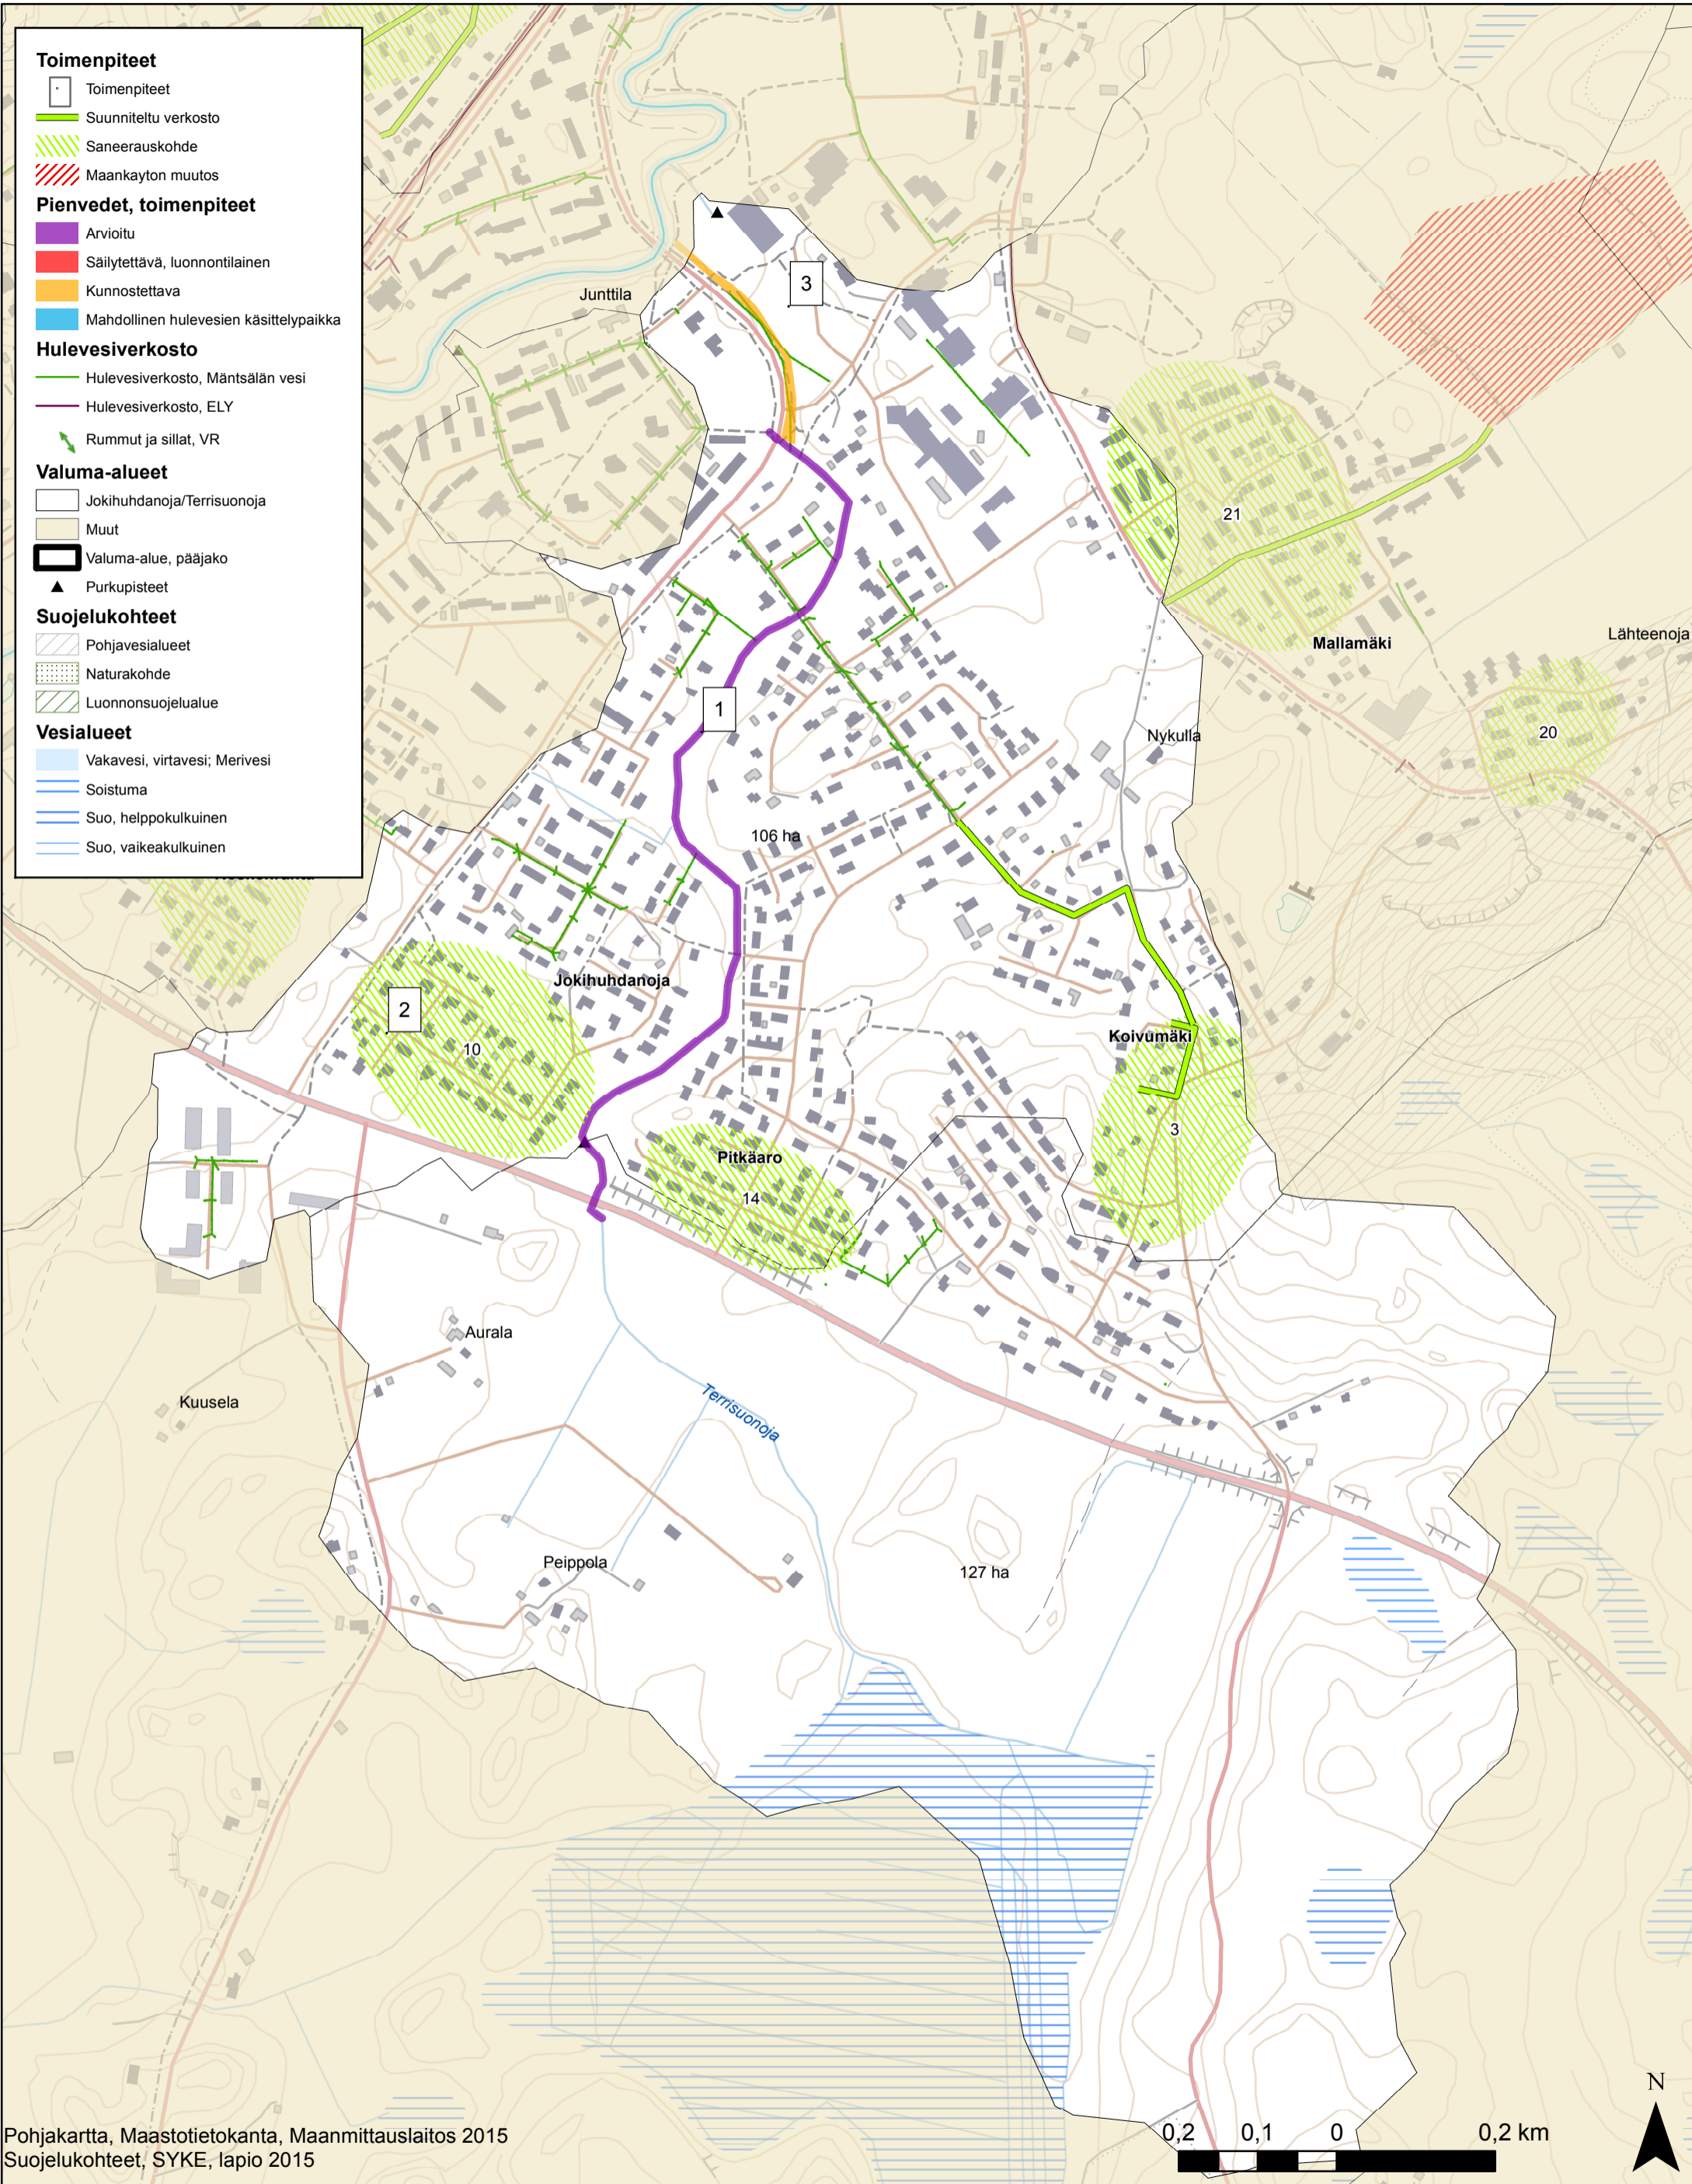 Toimenpiteet
Toimenpiteet
Suunniteltu verkosto
Saneerauskohde
Maankayton muutos
Pienvedet, toimenpiteet
Arvioitu
Säilytettävä, luonnontilainen
Kunnostettava
Mahdollinen hulevesien käsittelypaikka
Hulevesiverkosto
Hulevesiverkosto, Mäntsälän vesi
Hulevesiverkosto, ELY
Rummut ja sillat, VR
Valuma-alueet
Jokihuhdanoja/Terrisuonoja
Muut
Valuma-alue, pääjako
Purkupisteet
Suojelukohteet
Pohjavesialueet
Naturakohde
Luonnonsuojelualue
Vesialueet
Vakavesi, virtavesi; Merivesi
Soistuma
Suo, helppokulkuinen
Suo, vaikeakulkuinen
3
Junttila
21
Mallamäki
Lähteenoja
1
Nykulla
20
106 ha
Jokihuhdanoja
2
10
Koivumäki
3
Pitkäaro
14
Aurala
Kuusela
Terrisuonoja
Peippola
127 ha
N
0,2 0,1 0 0,2 km
Pohjakartta, Maastotietokanta, Maanmittauslaitos 2015
Suojelukohteet, SYKE, lapio 2015